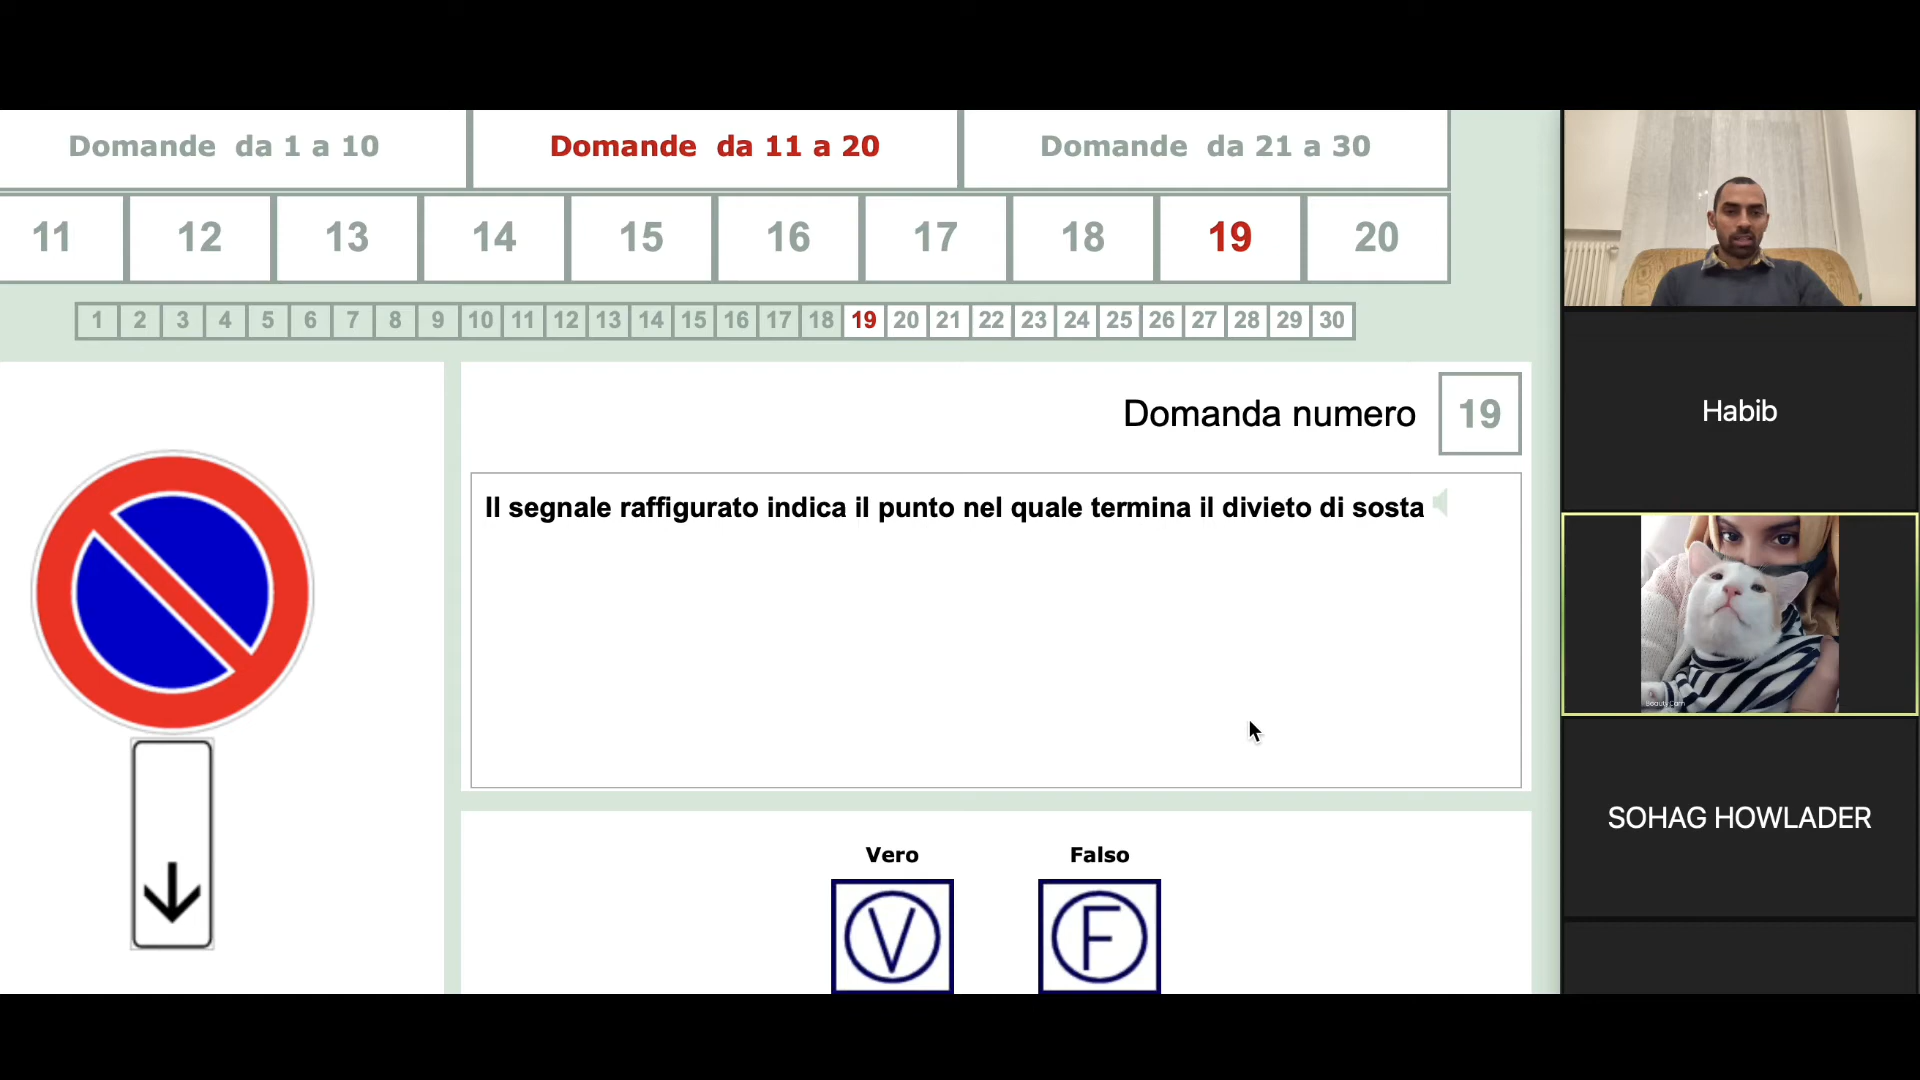 Domande da 1 a 10
Domande da 11 a 20
Domande da 21 a 30
11 12 13 14 15 16 17 18 19 20
1 2 3 4 5 6 7 8 9 10 11 12 13 14 15 16 17 18 19 20 21 22 23 24 25 26 27 28 29 30
Domanda numero 19
Il segnale raffigurato indica il punto nel quale termina il divieto di sosta
Vero
Falso
V
F
Habib
BeautyCam
SOHAG HOWLADER